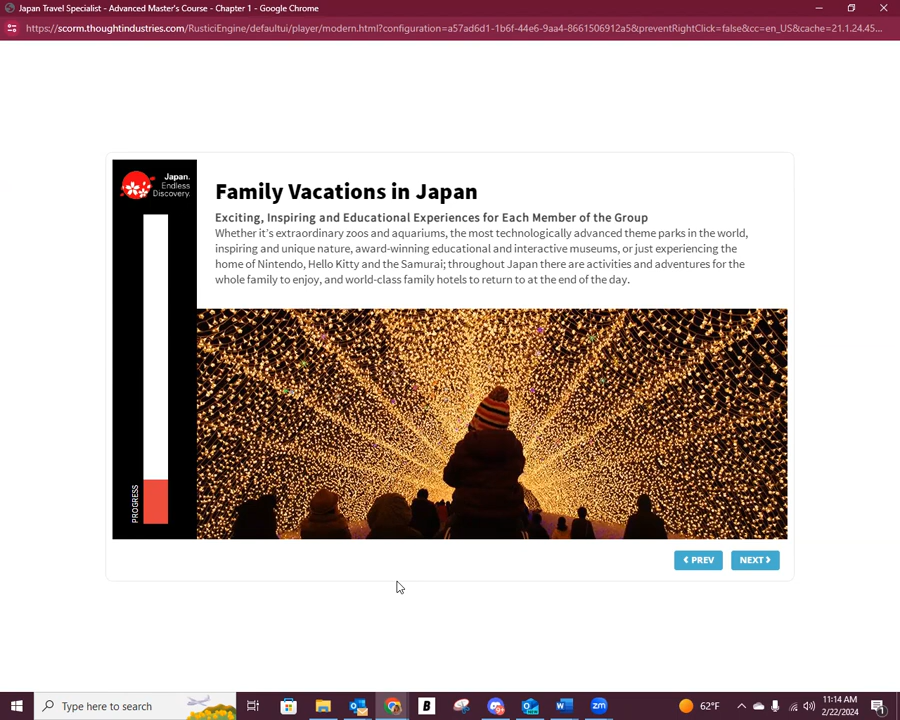 Japan Travel Specialist - Advanced Master's Course - Chapter 1 - Google Chrome
https://scorm.thoughtindustries.com/RusticiEngine/defaultui/player/modern.html?configuration=a57ad6d1-1b6f-44e6-9aa4-8661506912a5&preventRightClick=false&cc=en_US&cache=21.1.24.45...
Japan.
Endless
Discovery.
Family Vacations in Japan
Exciting, Inspiring and Educational Experiences for Each Member of the Group
Whether it's extraordinary zoos and aquariums, the most technologically advanced theme parks in the world,
inspiring and unique nature, award-winning educational and interactive museums, or just experiencing the
home of Nintendo, Hello Kitty and the Samurai; throughout Japan there are activities and adventures for the
whole family to enjoy, and world-class family hotels to return to at the end of the day.
PROGRESS
PREV
NEXT
Type here to search
B
62°F
11:14 AM
2/22/2024